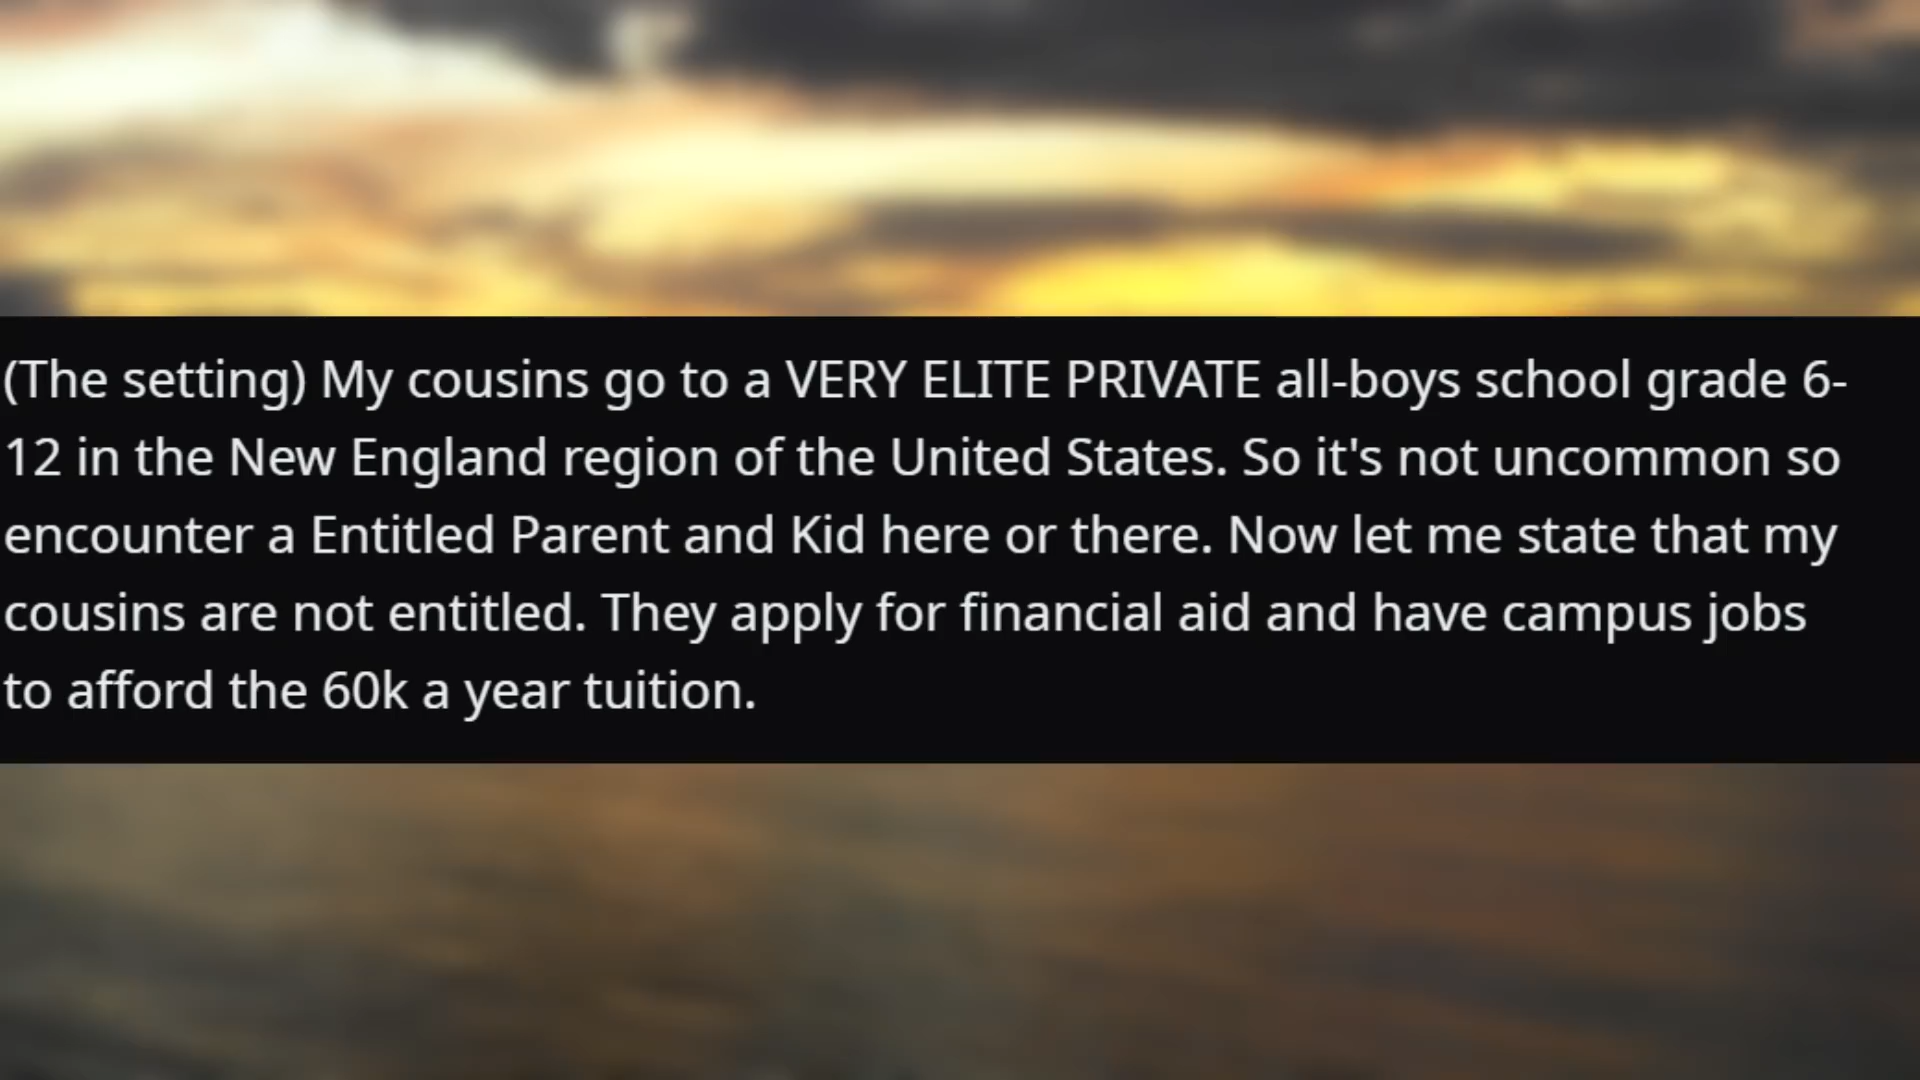 (The setting) My cousins go to a VERY ELITE PRIVATE all-boys school grade 6-
12 in the New England region of the United States. So it's not uncommon so
encounter a Entitled Parent and Kid here or there. Now let me state that my
cousins are not entitled. They apply for financial aid and have campus jobs
to afford the 60k a year tuition.